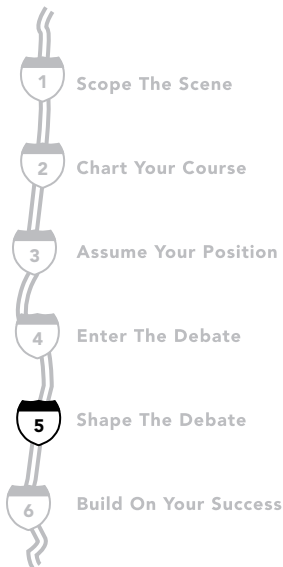 1 Scope The Scene
2 Chart Your Course
3 Assume Your Position
4 Enter The Debate
5 Shape The Debate
6 Build On Your Success